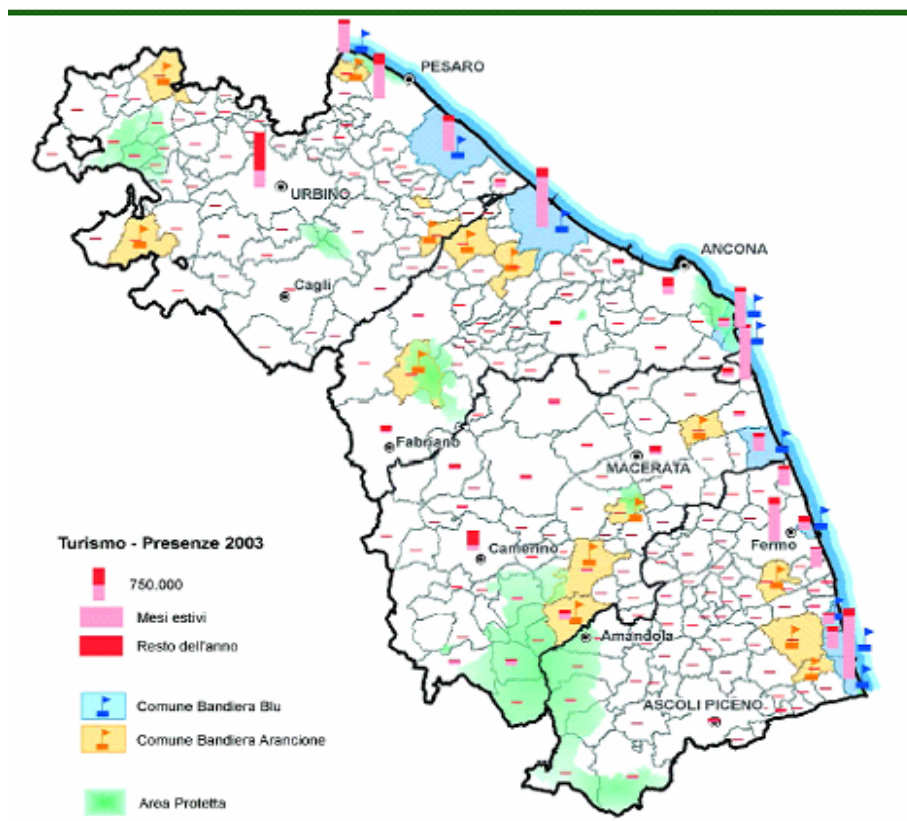 PESARO
URBINO
ANCONA
Cagli
Fabriano
MACERATA
Turismo - Presenze 2003
Camerino
Fermo
750.000
Mesi estivi
Amandola
Resto dell'anno
Comune Bandiera Blu
ASCOLI PICENO
Comune Bandiera Arancione
Area Protetta